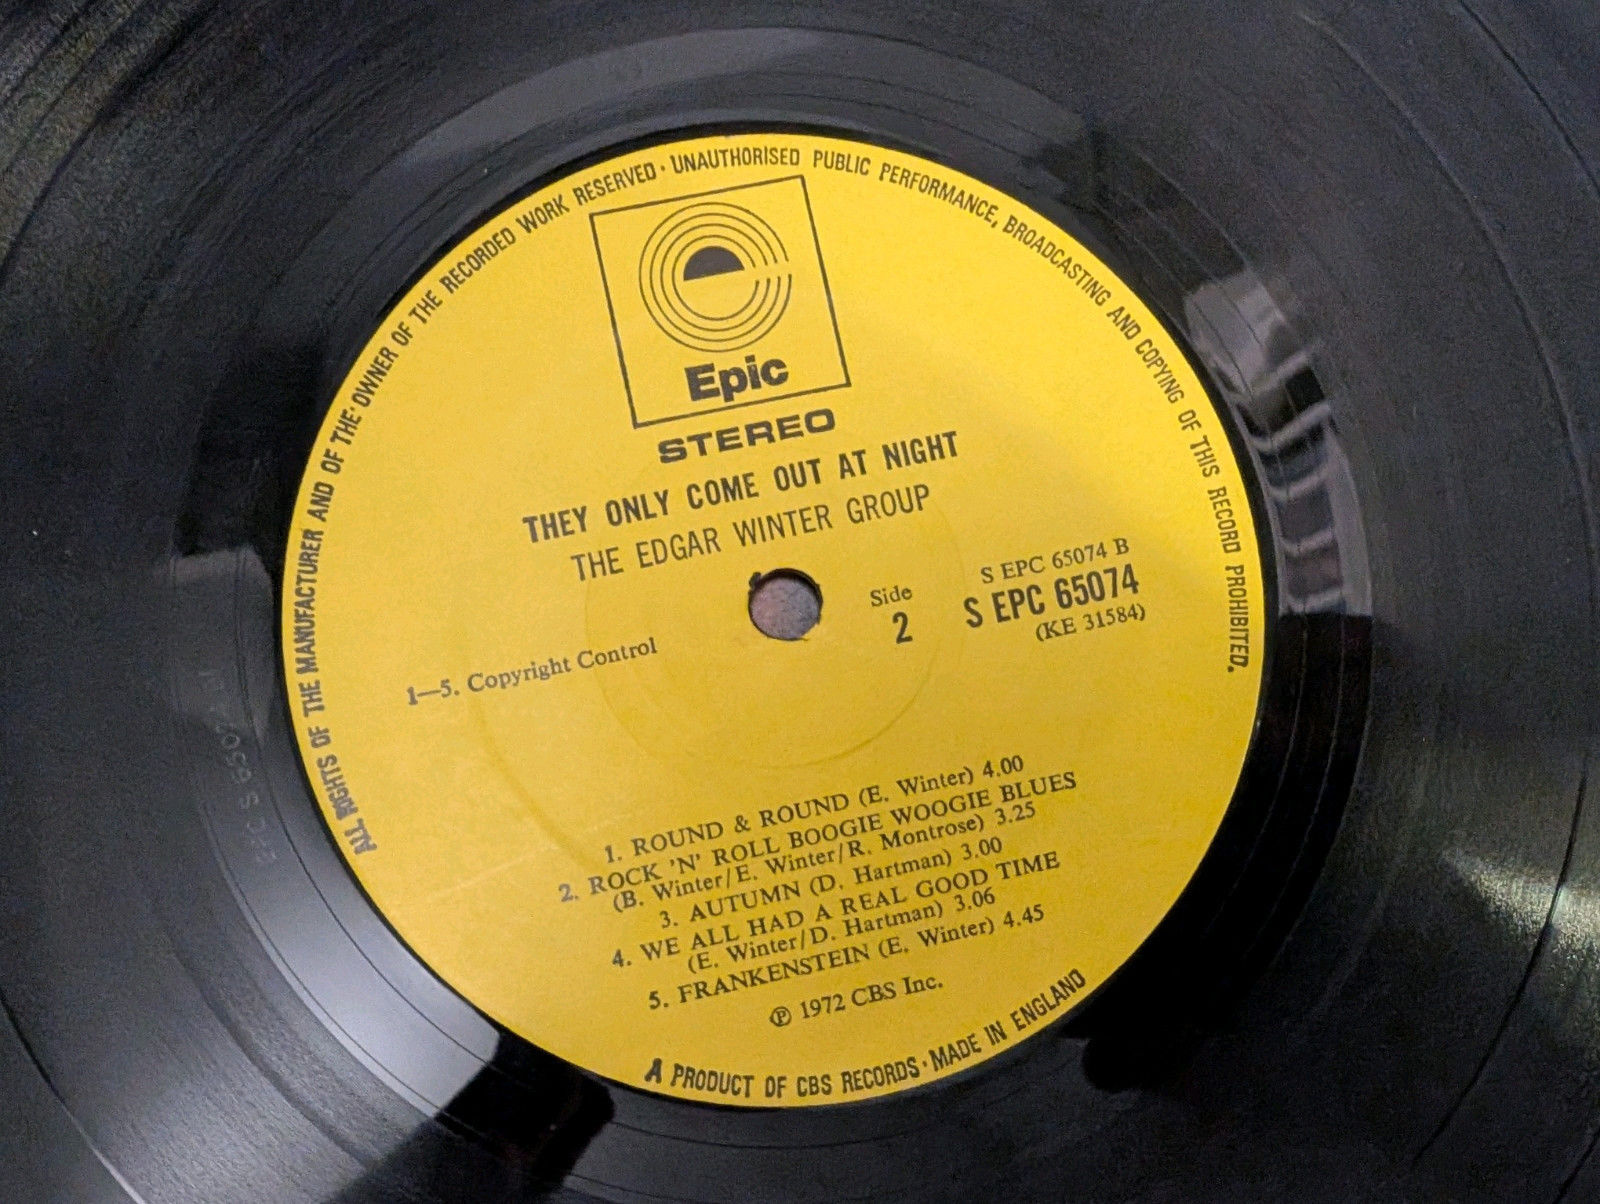 ALL RIGHTS OF THE MANUFACTURER AND OF THE OWNER OF THE RECORDED WORK RESERVED · UNAUTHORISED PUBLIC PERFORMANCE, BROADCASTING AND COPYING OF THIS RECORD PROHIBITED.
Epic
STEREO
THEY ONLY COME OUT AT NIGHT
THE EDGAR WINTER GROUP
S EPC 65074 B
Side
2
S EPC 65074
(KE 31584)
1—5. Copyright Control
1. ROUND & ROUND (E. Winter) 4.00
2. ROCK 'N' ROLL BOOGIE WOOGIE BLUES
(B. Winter/E. Winter/R. Montrose) 3.25
3. AUTUMN (D. Hartman) 3.00
4. WE ALL HAD A REAL GOOD TIME
(E. Winter/D. Hartman) 3.06
5. FRANKENSTEIN (E. Winter) 4.45
℗ 1972 CBS Inc.
A PRODUCT OF CBS RECORDS · MADE IN ENGLAND